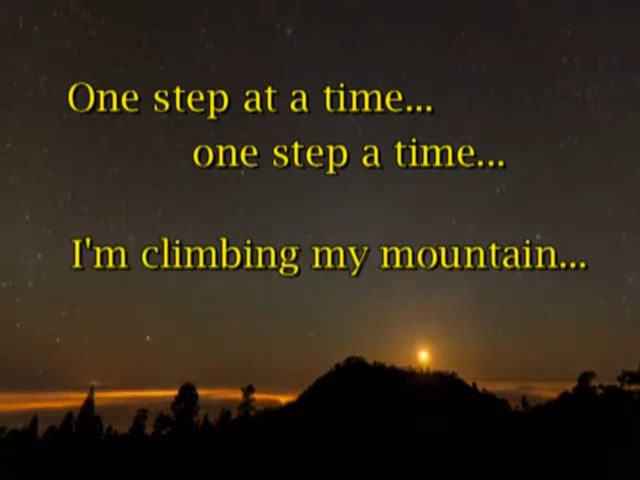 One step at a time...
one step a time...
I'm climbing my mountain...